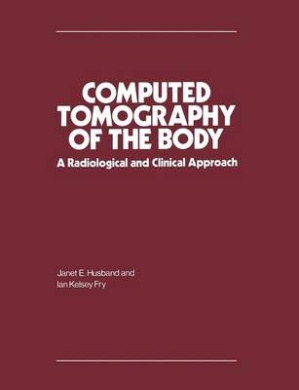 COMPUTED
TOMOGRAPHY
OF THE BODY
A Radiological and Clinical Approach
Janet E. Husband and
Ian Kelsey Fry